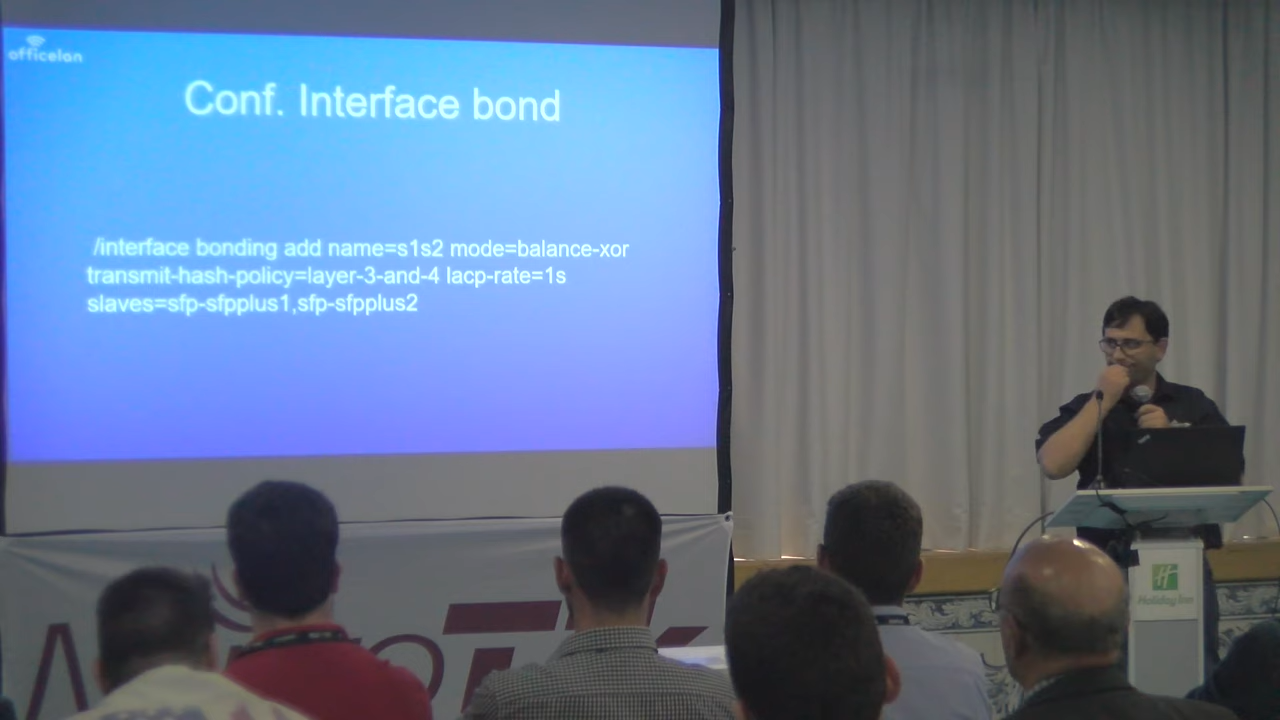 officelan
Conf. Interface bond
/interface bonding add name=s1s2 mode=balance-xor
transmit-hash-policy=layer-3-and-4 lacp-rate=1s
slaves=sfp-sfpplus1,sfp-sfpplus2
Holiday Inn